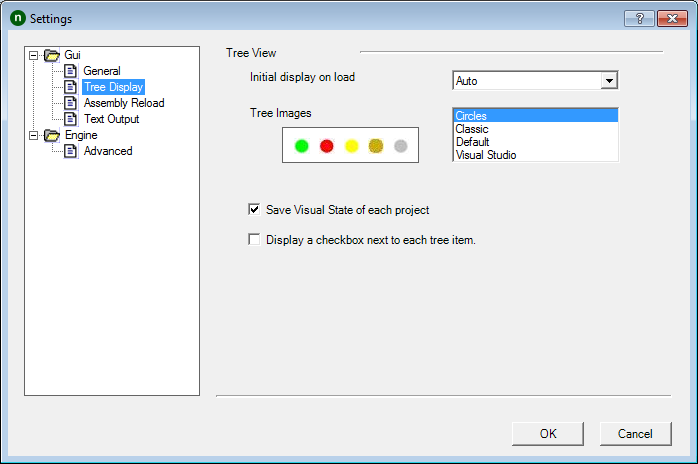 n Settings ?
Gui
General
Tree Display
Assembly Reload
Text Output
Engine
Advanced
Tree View
Initial display on load
Auto
Tree Images
Circles
Classic
Default
Visual Studio
Save Visual State of each project
Display a checkbox next to each tree item.
OK
Cancel